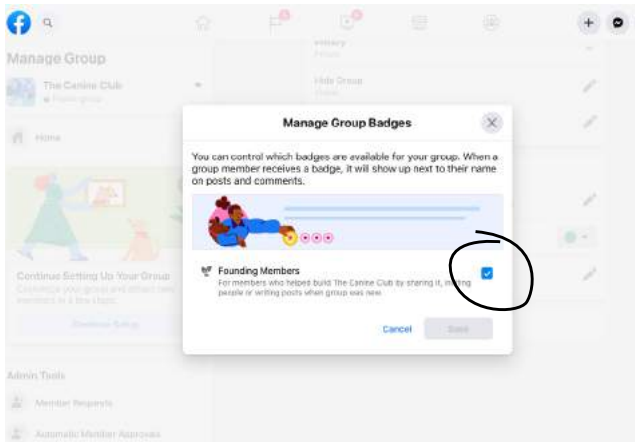 Manage Group
The Canine Club
Home
Privacy
Hide Group
Manage Group Badges
You can control which badges are available for your group. When a
group member receives a badge, it will show up next to their name
on posts and comments.
Founding Members
For members who helped build The Canine Club by sharing it, inviting
people or writing posts when group was new
Cancel
Save
Continue Setting Up Your Group
Admin Tools
Member Requests
Automatic Member Approvals